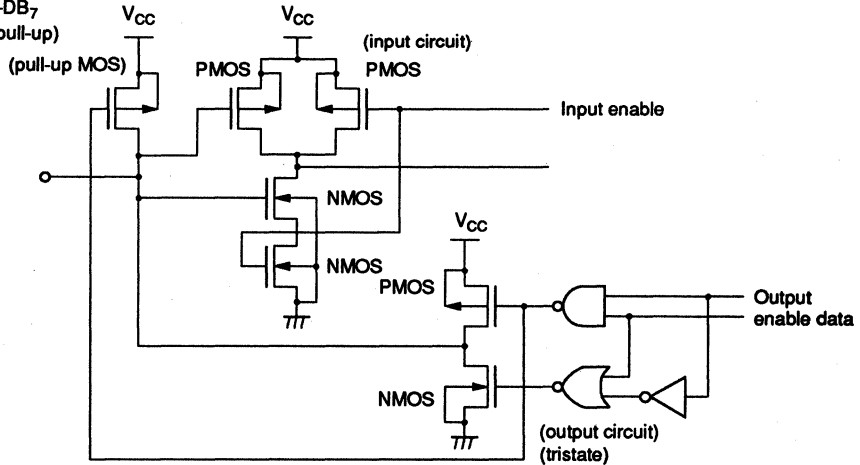 -DB7
pull-up)
(pull-up MOS)
VCC
VCC
(input circuit)
PMOS
PMOS
Input enable
NMOS
NMOS
VCC
PMOS
Output
enable data
NMOS
(output circuit)
(tristate)